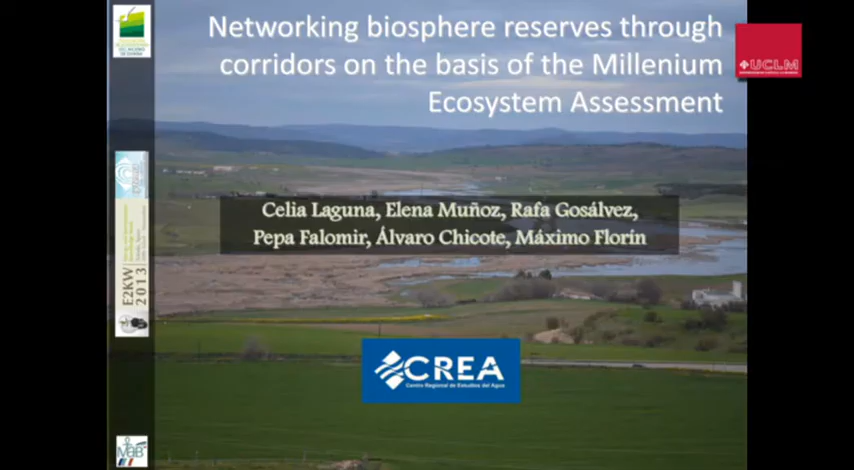 Networking biosphere reserves through
corridors on the basis of the Millenium
Ecosystem Assessment
UCLM
Celia Laguna, Elena Muñoz, Rafa Gosálvez,
Pepa Falomir, Álvaro Chicote, Máximo Florín
E2KW
2013
CREA
Centro Regional de Estudios del Agua
MaB